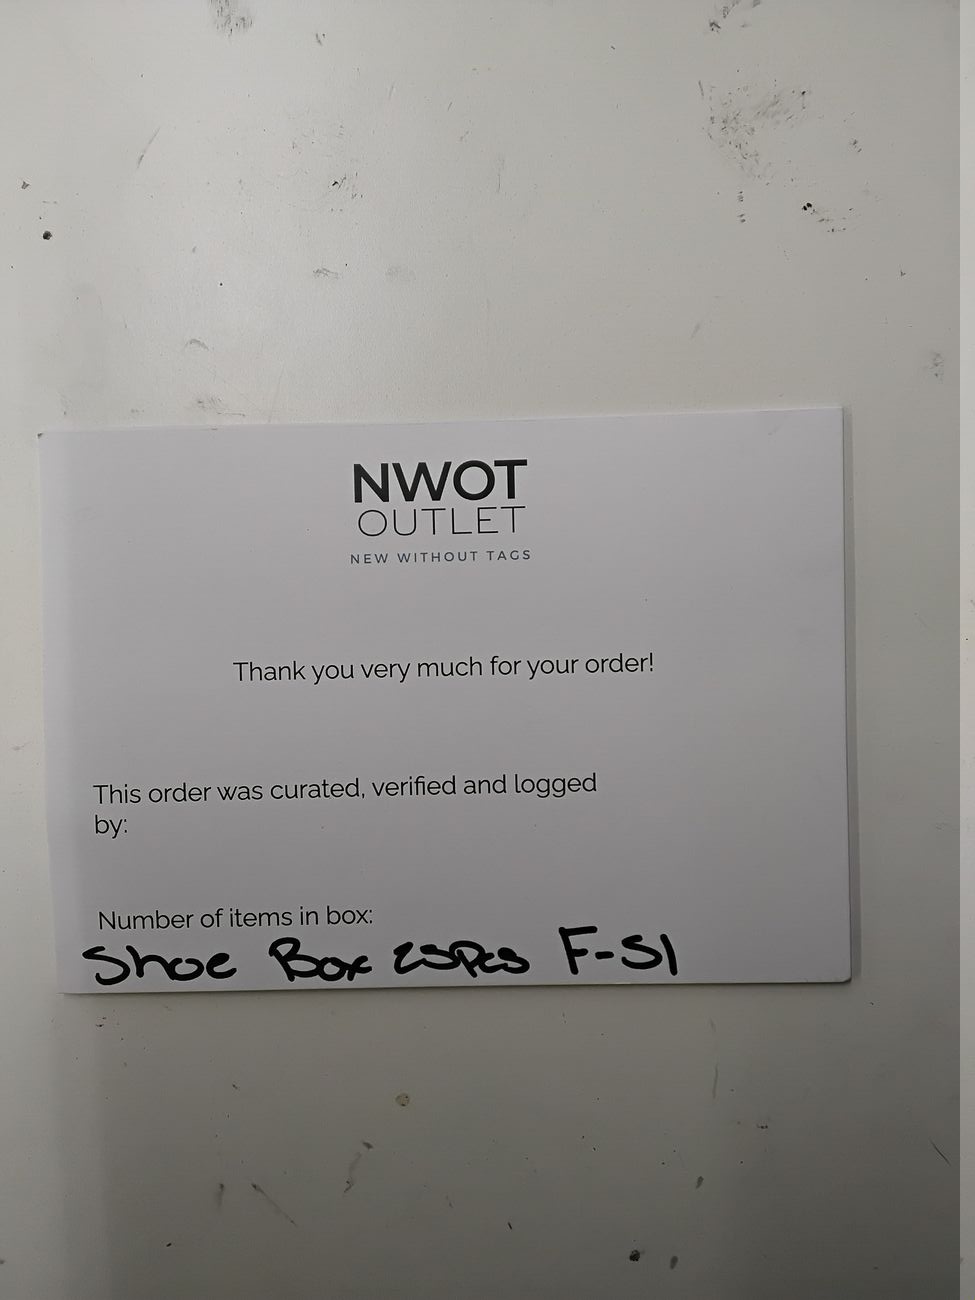 NWOT
OUTLET
NEW WITHOUT TAGS
Thank you very much for your order!
This order was curated, verified and logged
by:
Number of items in box:
Shoe Box 25Pcs F-51